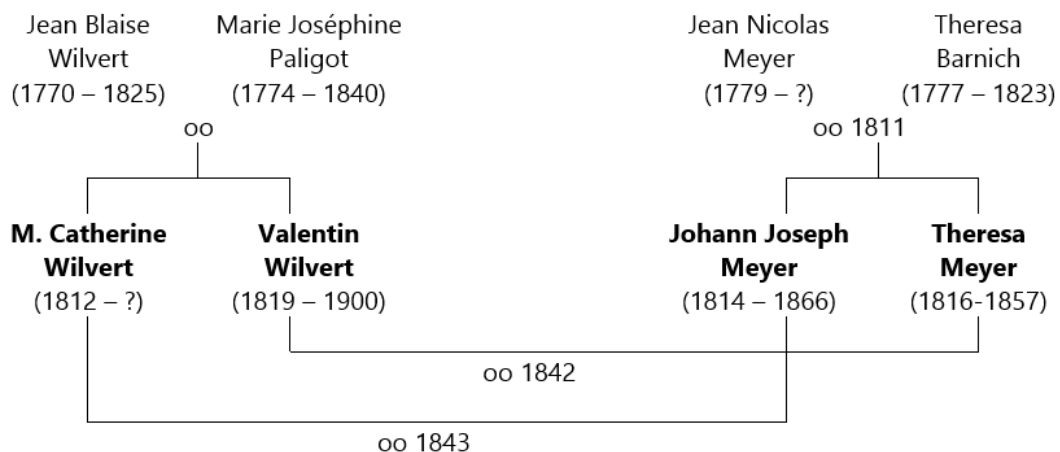 Jean Blaise
Wilvert
(1770 – 1825)
Marie Joséphine
Paligot
(1774 – 1840)
oo
Jean Nicolas
Meyer
(1779 – ?)
Theresa
Barnich
(1777 – 1823)
oo 1811
M. Catherine
Wilvert
(1812 – ?)
Valentin
Wilvert
(1819 – 1900)
Johann Joseph
Meyer
(1814 – 1866)
Theresa
Meyer
(1816-1857)
oo 1842
oo 1843